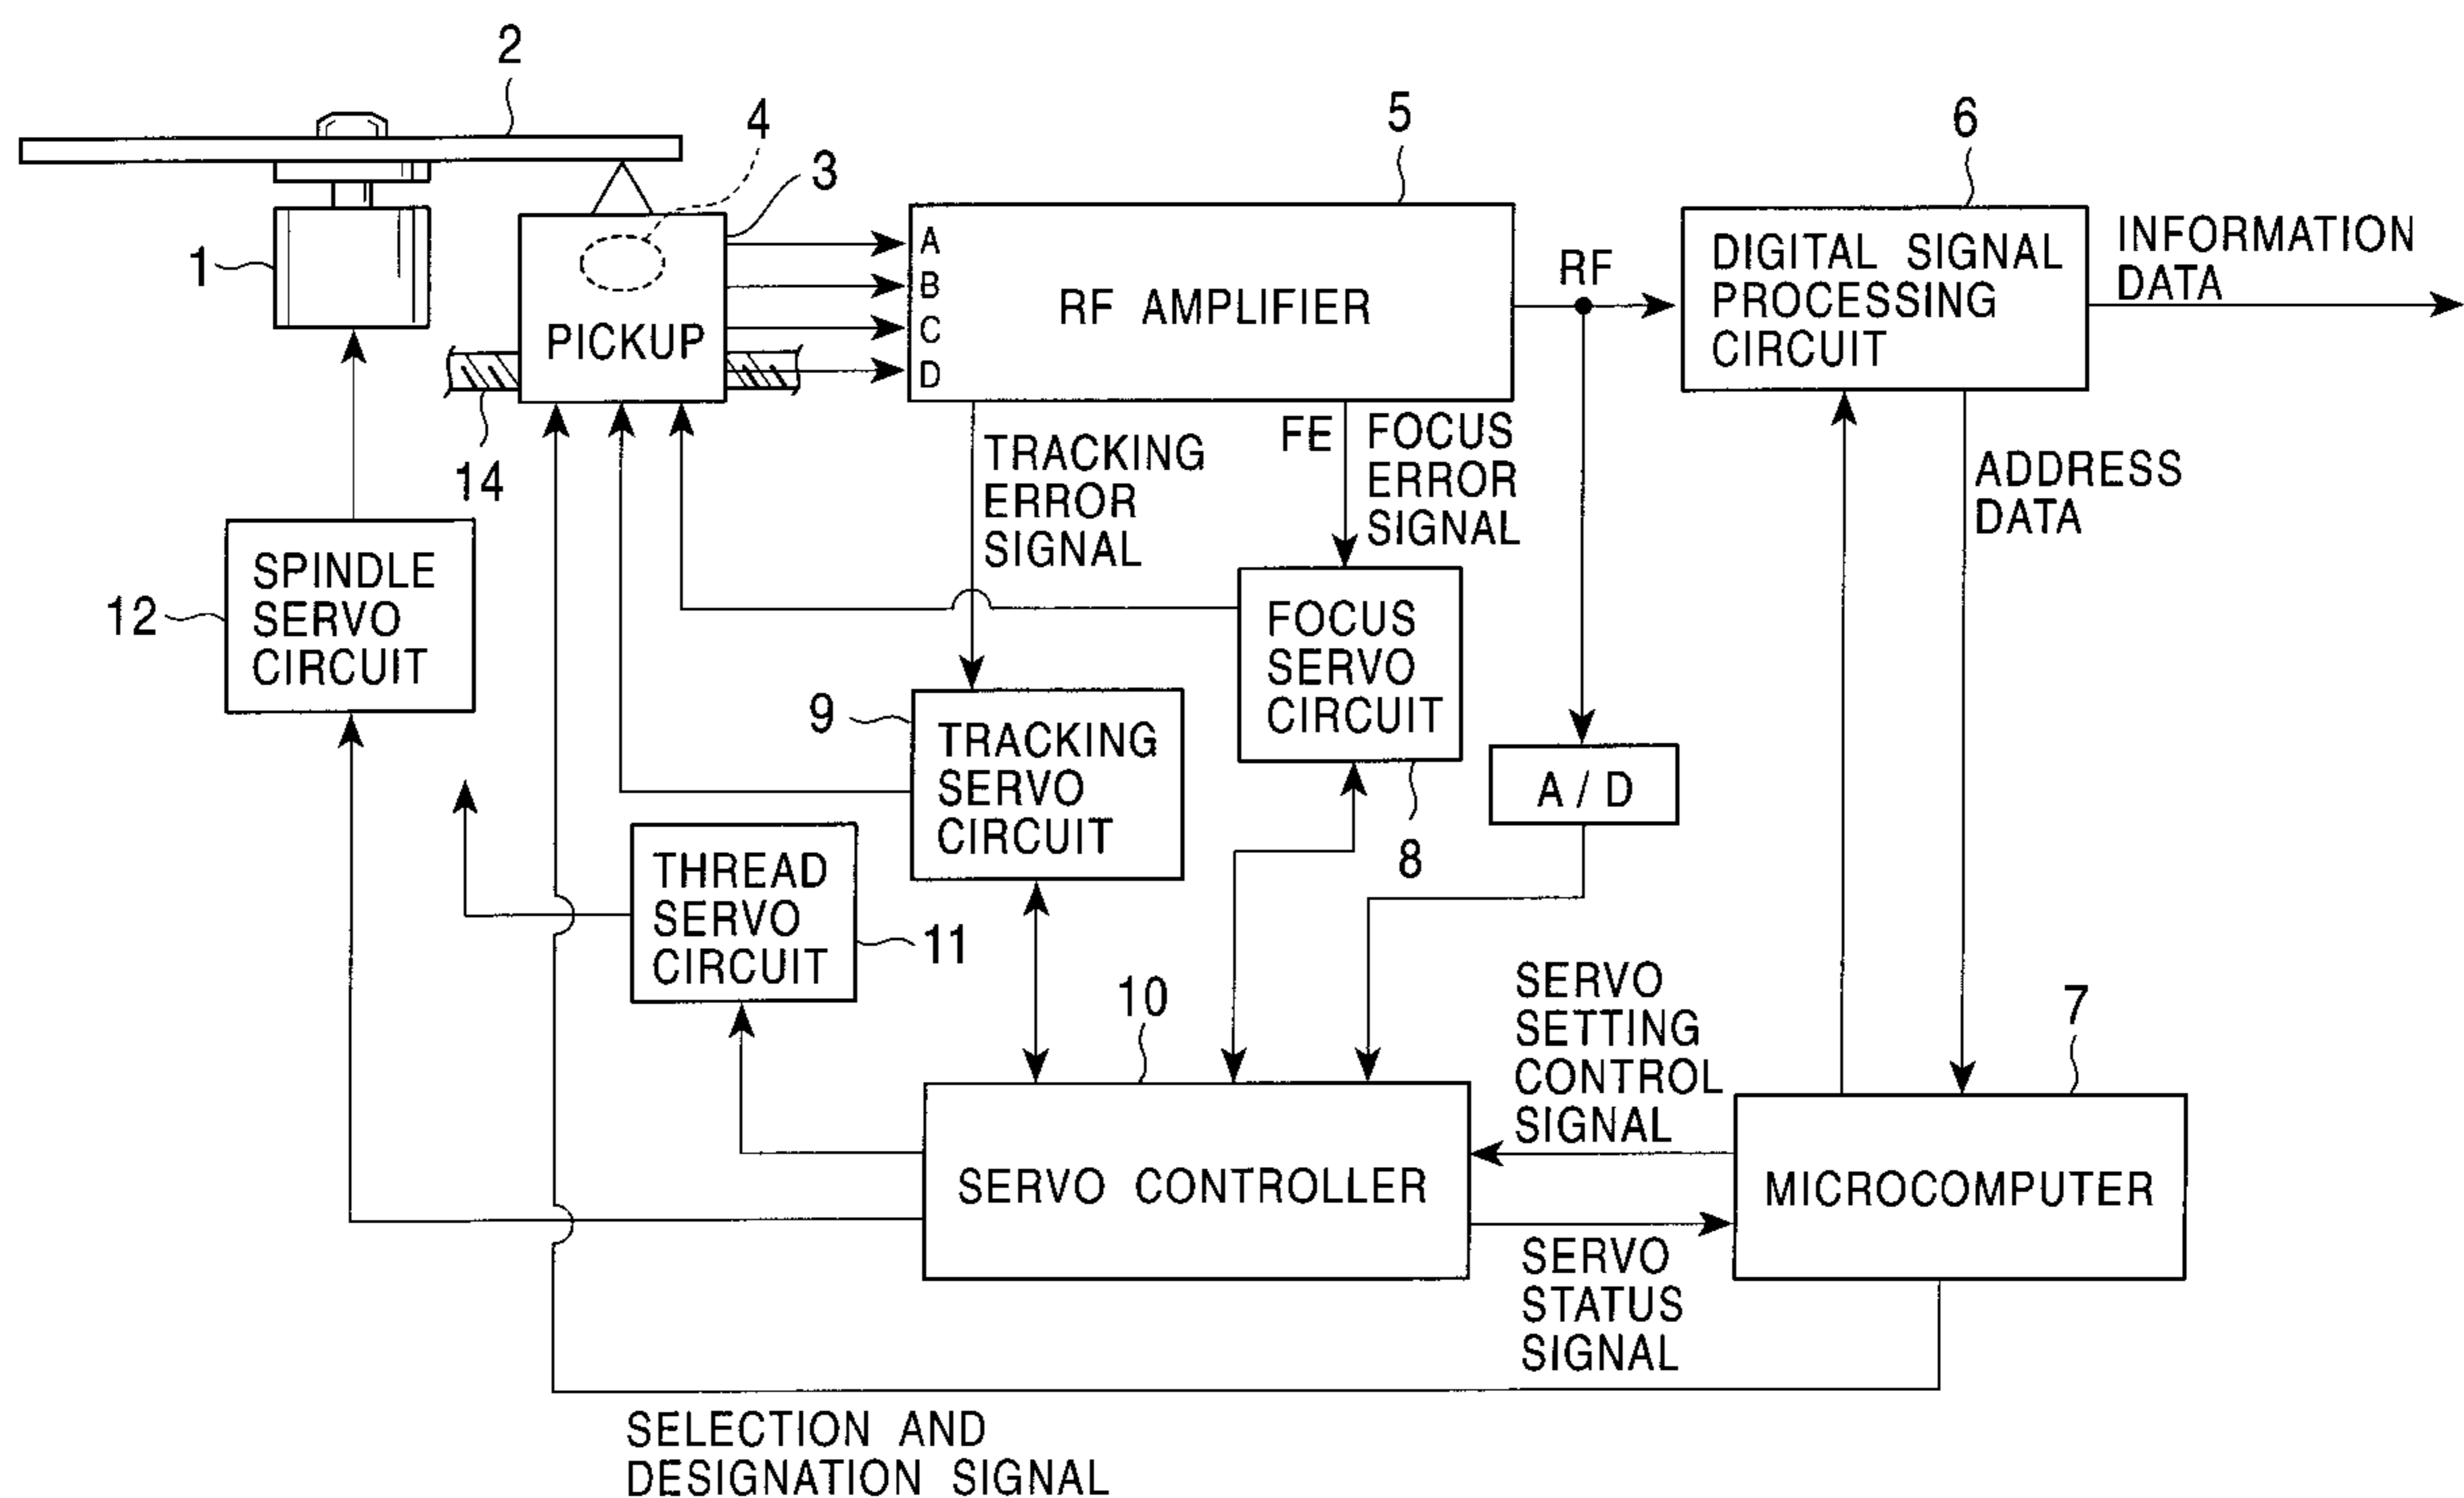 2
4
3
5
6
1
A
B
C
D
PICKUP
RF AMPLIFIER
RF
DIGITAL SIGNAL
PROCESSING
CIRCUIT
INFORMATION
DATA
14
TRACKING
ERROR
SIGNAL
FE
FOCUS
ERROR
SIGNAL
ADDRESS
DATA
12
SPINDLE
SERVO
CIRCUIT
FOCUS
SERVO
CIRCUIT
9
TRACKING
SERVO
CIRCUIT
8
A / D
THREAD
SERVO
CIRCUIT
11
10
SERVO
SETTING
CONTROL
SIGNAL
7
SERVO CONTROLLER
MICROCOMPUTER
SERVO
STATUS
SIGNAL
SELECTION AND
DESIGNATION SIGNAL